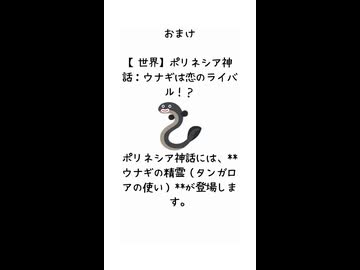 おまけ
【 世界】ポリネシア神
話：ウナギは恋のライバ
ル！？
ポリネシア神話には、**
ウナギの精霊（タンガロ
アの使い）**が登場しま
す。